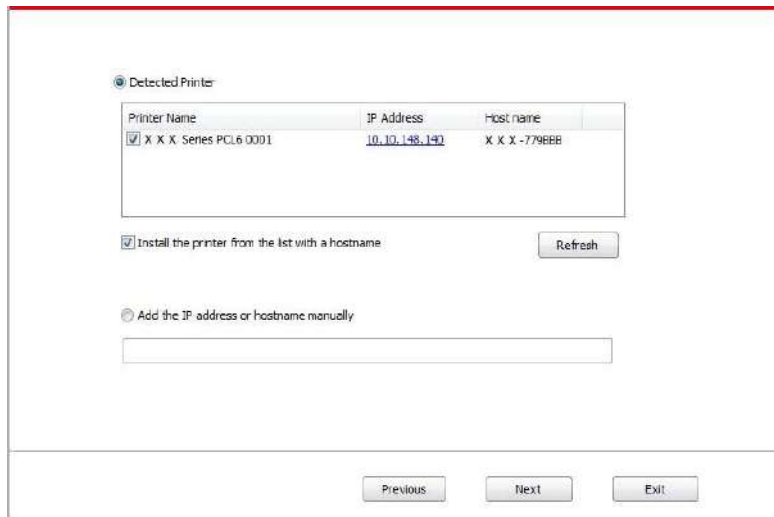 Detected Printer
Printer Name IP Address Host name
X X X Series PCL6 0001 10.10.148.140 X X X -779BBB
Install the printer from the list with a hostname
Refresh
Add the IP address or hostname manually
Previous Next Exit